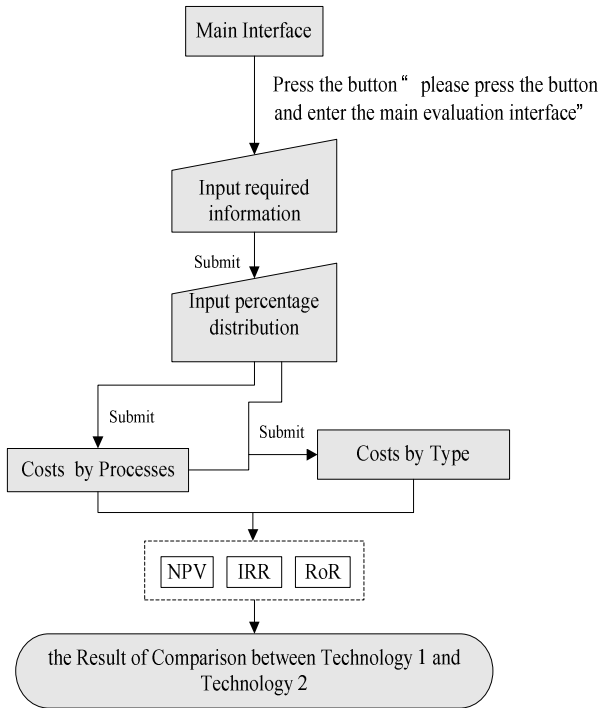 Main Interface
Press the button“ please press the button
and enter the main evaluation interface”
Input required
information
Submit
Input percentage
distribution
Submit
Submit
Costs by Processes
Costs by Type
NPV
IRR
RoR
the Result of Comparison between Technology 1 and
Technology 2